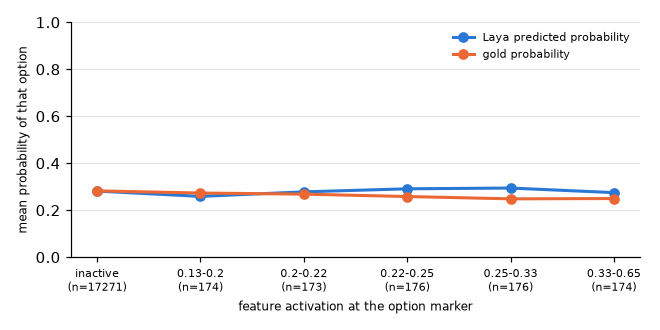 1.0
0.8
0.6
0.4
0.2
0.0
mean probability of that option
Laya predicted probability
gold probability
inactive
(n=17271)
0.13-0.2
(n=174)
0.2-0.22
(n=173)
0.22-0.25
(n=176)
0.25-0.33
(n=176)
0.33-0.65
(n=174)
feature activation at the option marker